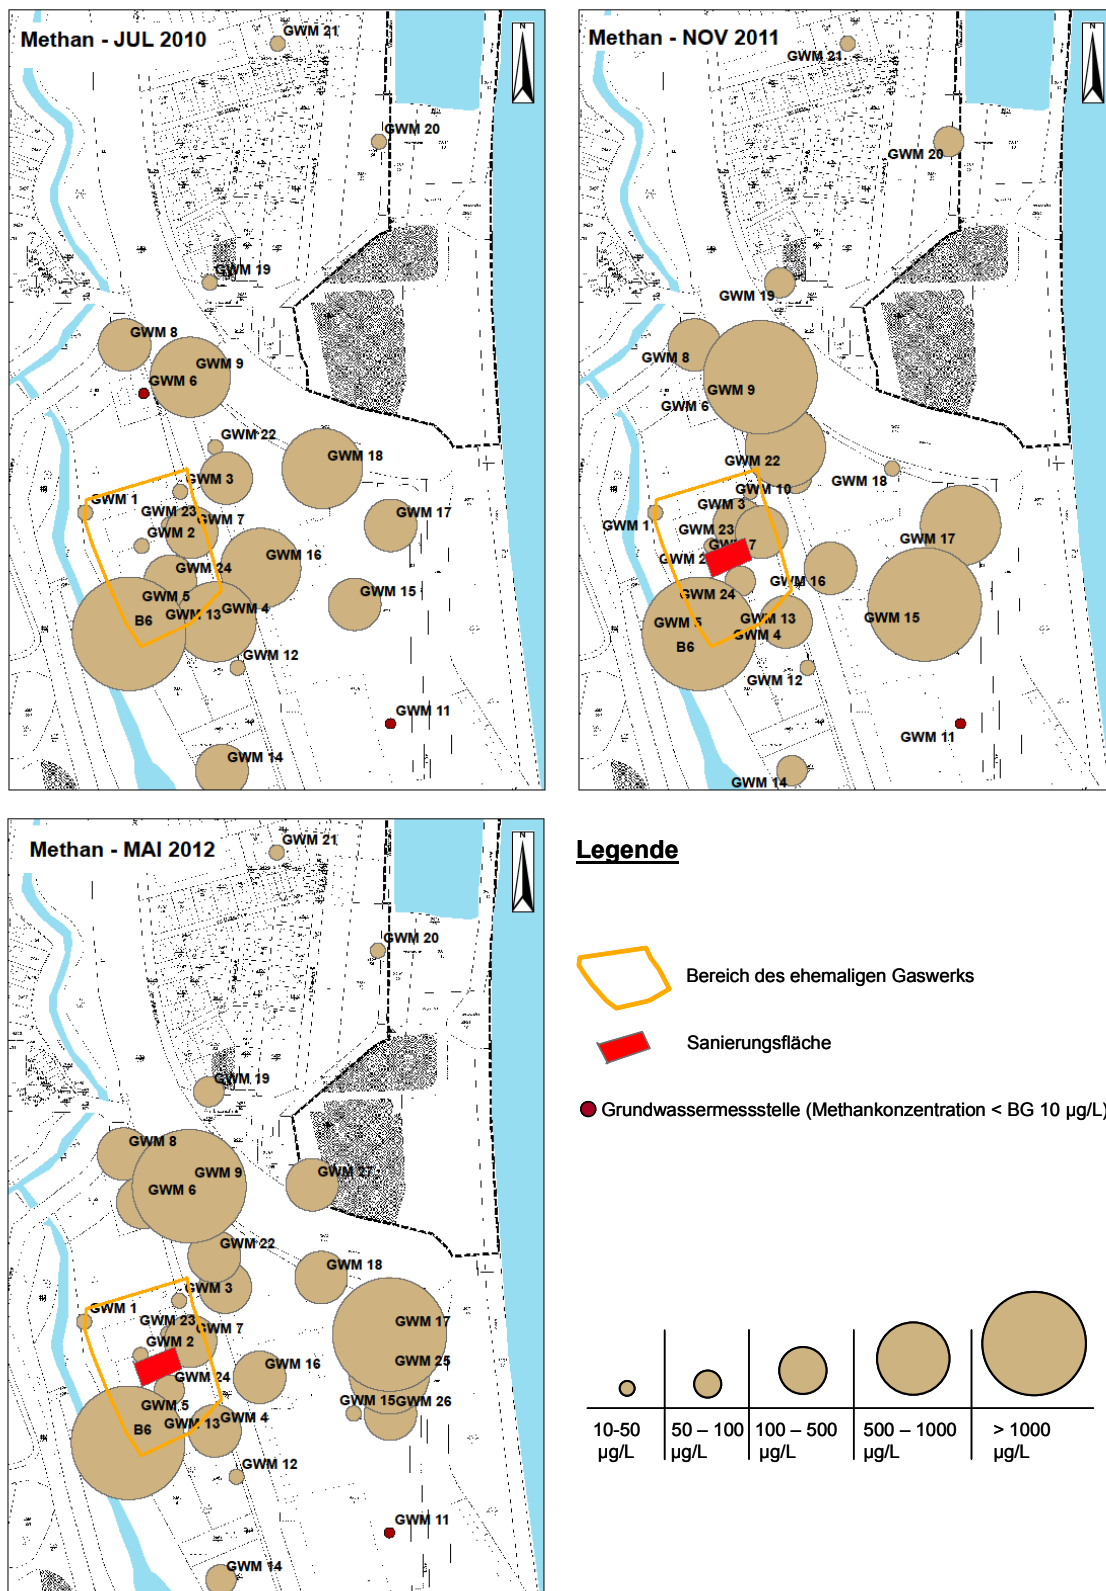 Methan - JUL 2010
GWM 21
N
GWM 20
GWM 19
GWM 8
GWM 9
GWM 6
GWM 22
GWM 18
GWM 3
GWM 1
GWM 23
GWM 7
GWM 17
GWM 2
GWM 16
GWM 24
GWM 5
GWM 15
B6
GWM 13
GWM 4
GWM 12
GWM 11
GWM 14
Methan - NOV 2011
GWM 21
N
GWM 20
GWM 19
GWM 8
GWM 9
GWM 6
GWM 22
GWM 18
GWM 10
GWM 3
GWM 1
GWM 23
GWM 17
GWM 7
GWM 2
GWM 16
GWM 24
GWM 5
GWM 13
GWM 15
GWM 4
B6
GWM 12
GWM 11
GWM 14
Methan - MAI 2012
GWM 21
N
GWM 20
GWM 19
GWM 8
GWM 9
GWM 27
GWM 6
GWM 22
GWM 18
GWM 3
GWM 1
GWM 23
GWM 7
GWM 17
GWM 2
GWM 16
GWM 25
GWM 24
GWM 5
GWM 15
GWM 26
B6
GWM 13
GWM 4
GWM 12
GWM 11
GWM 14
Legende
Bereich des ehemaligen Gaswerks
Sanierungsfläche
Grundwassermessstelle (Methankonzentration < BG 10 µg/L)
10-50 µg/L
50 – 100 µg/L
100 – 500 µg/L
500 – 1000 µg/L
> 1000 µg/L